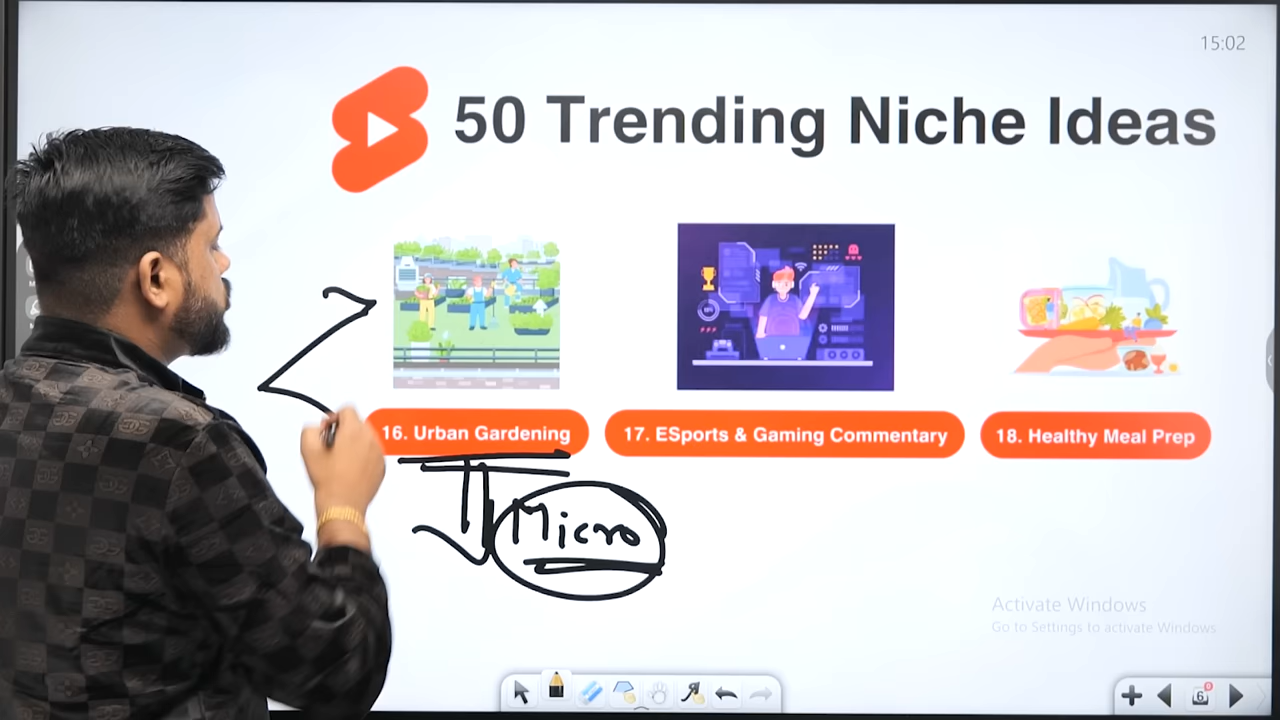 15:02
50 Trending Niche Ideas
16. Urban Gardening
17. ESports & Gaming Commentary
18. Healthy Meal Prep
Micro
Activate Windows
Go to Settings to activate Windows.
6